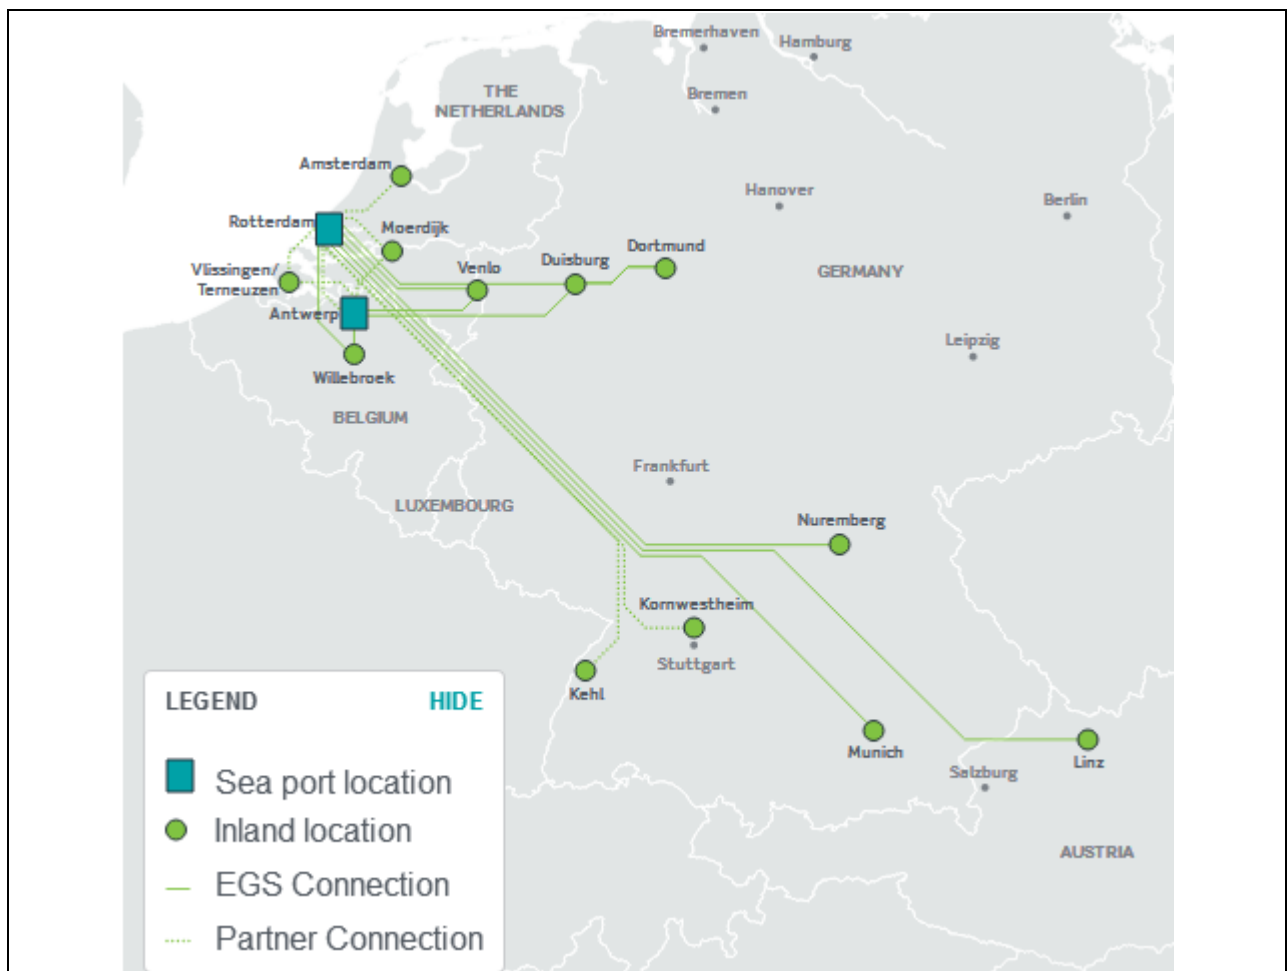 Bremerhaven
Hamburg
THE
NETHERLANDS
Bremen
Amsterdam
Hanover
Berlin
Rotterdam
Moerdijk
Dortmund
Duisburg
Venlo
Vlissingen/
Terneuzen
GERMANY
Antwerp
Leipzig
Willebroek
BELGIUM
Frankfurt
LUXEMBOURG
Nuremberg
Kornwestheim
Stuttgart
Kehl
Munich
Linz
Salzburg
AUSTRIA
LEGEND HIDE
Sea port location
Inland location
EGS Connection
Partner Connection